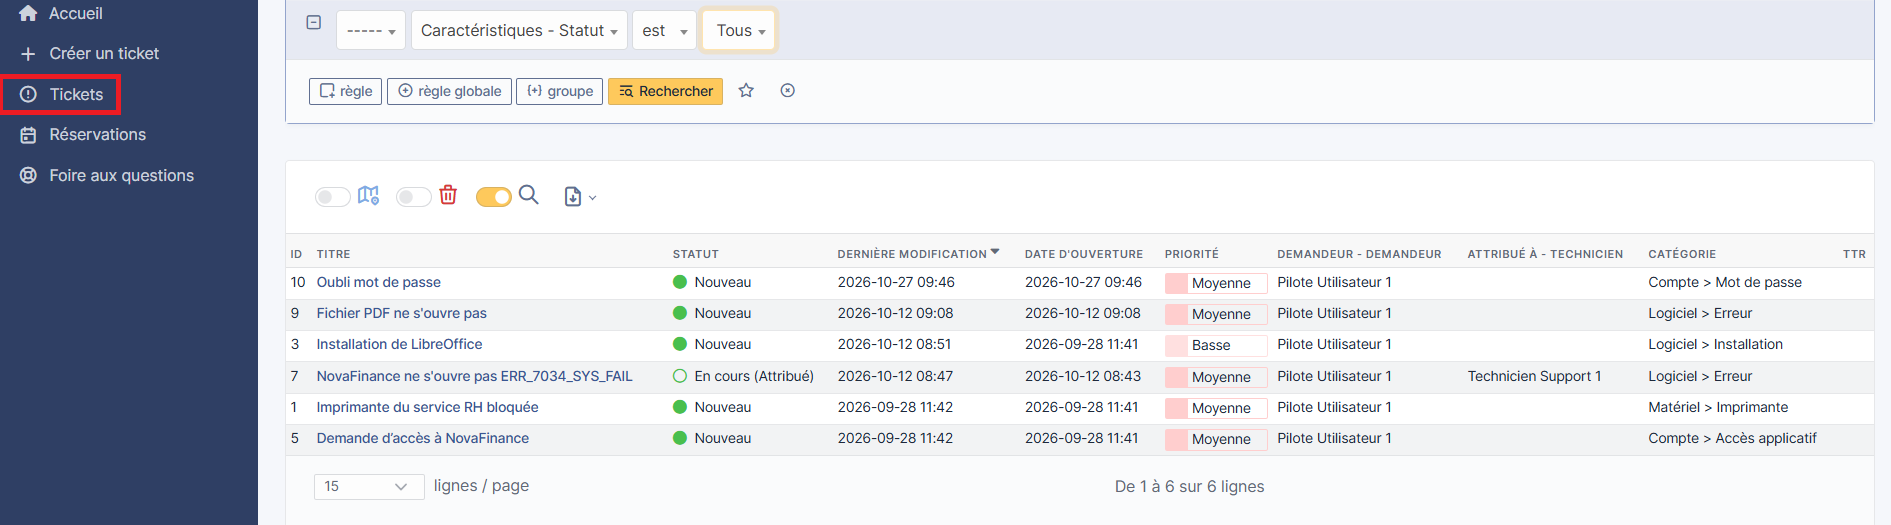 Accueil
Créer un ticket
Tickets
Réservations
Foire aux questions
----- Caractéristiques - Statut est Tous
règle règle globale {+} groupe Rechercher
ID TITRE STATUT DERNIÈRE MODIFICATION DATE D'OUVERTURE PRIORITÉ DEMANDEUR - DEMANDEUR ATTRIBUÉ À - TECHNICIEN CATÉGORIE TTR
10 Oubli mot de passe Nouveau 2026-10-27 09:46 2026-10-27 09:46 Moyenne Pilote Utilisateur 1 Compte > Mot de passe
9 Fichier PDF ne s'ouvre pas Nouveau 2026-10-12 09:08 2026-10-12 09:08 Moyenne Pilote Utilisateur 1 Logiciel > Erreur
3 Installation de LibreOffice Nouveau 2026-10-12 08:51 2026-09-28 11:41 Basse Pilote Utilisateur 1 Logiciel > Installation
7 NovaFinance ne s'ouvre pas ERR_7034_SYS_FAIL En cours (Attribué) 2026-10-12 08:47 2026-10-12 08:43 Moyenne Pilote Utilisateur 1 Technicien Support 1 Logiciel > Erreur
1 Imprimante du service RH bloquée Nouveau 2026-09-28 11:42 2026-09-28 11:41 Moyenne Pilote Utilisateur 1 Matériel > Imprimante
5 Demande d’accès à NovaFinance Nouveau 2026-09-28 11:42 2026-09-28 11:41 Moyenne Pilote Utilisateur 1 Compte > Accès applicatif
15 lignes / page De 1 à 6 sur 6 lignes